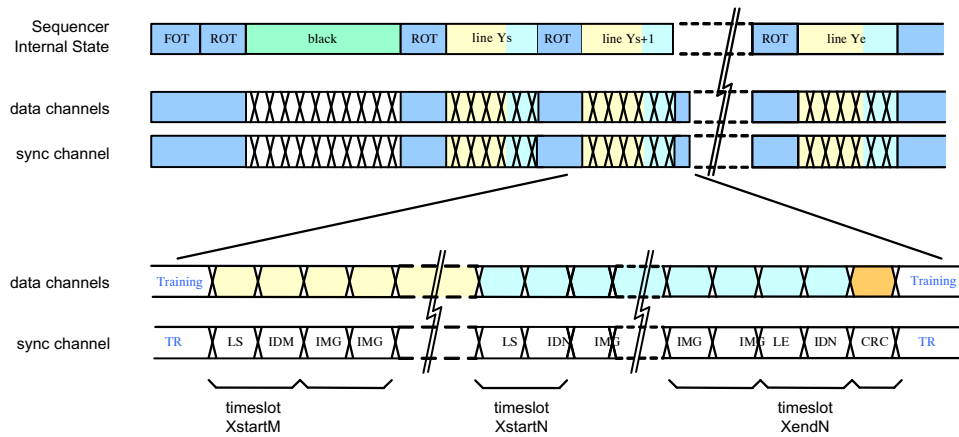 Sequencer
Internal State
FOT ROT black ROT line Ys ROT line Ys+1 ROT line Ye
data channels
sync channel
data channels
Training Training
sync channel
TR LS IDM IMG IMG LS IDN IMG IMG IMG LE IDN CRC TR
timeslot
XstartM
timeslot
XstartN
timeslot
XendN